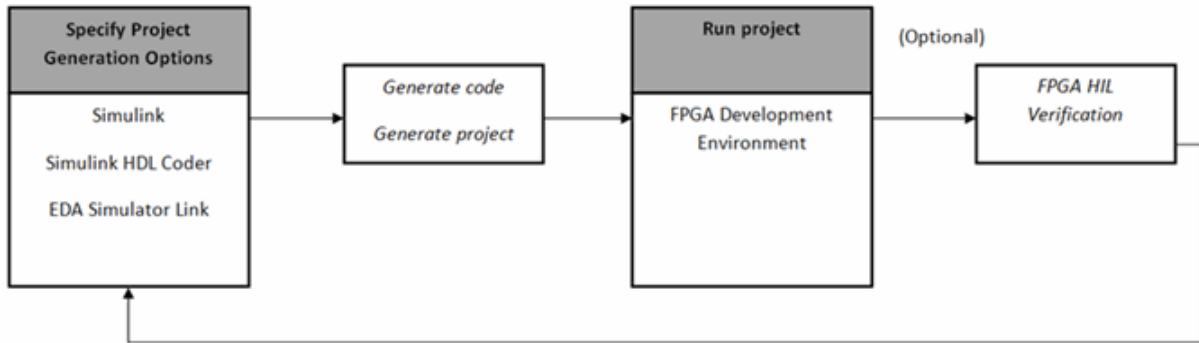 Specify Project
Generation Options
Simulink
Simulink HDL Coder
EDA Simulator Link
Generate code
Generate project
Run project
FPGA Development
Environment
(Optional)
FPGA HIL
Verification